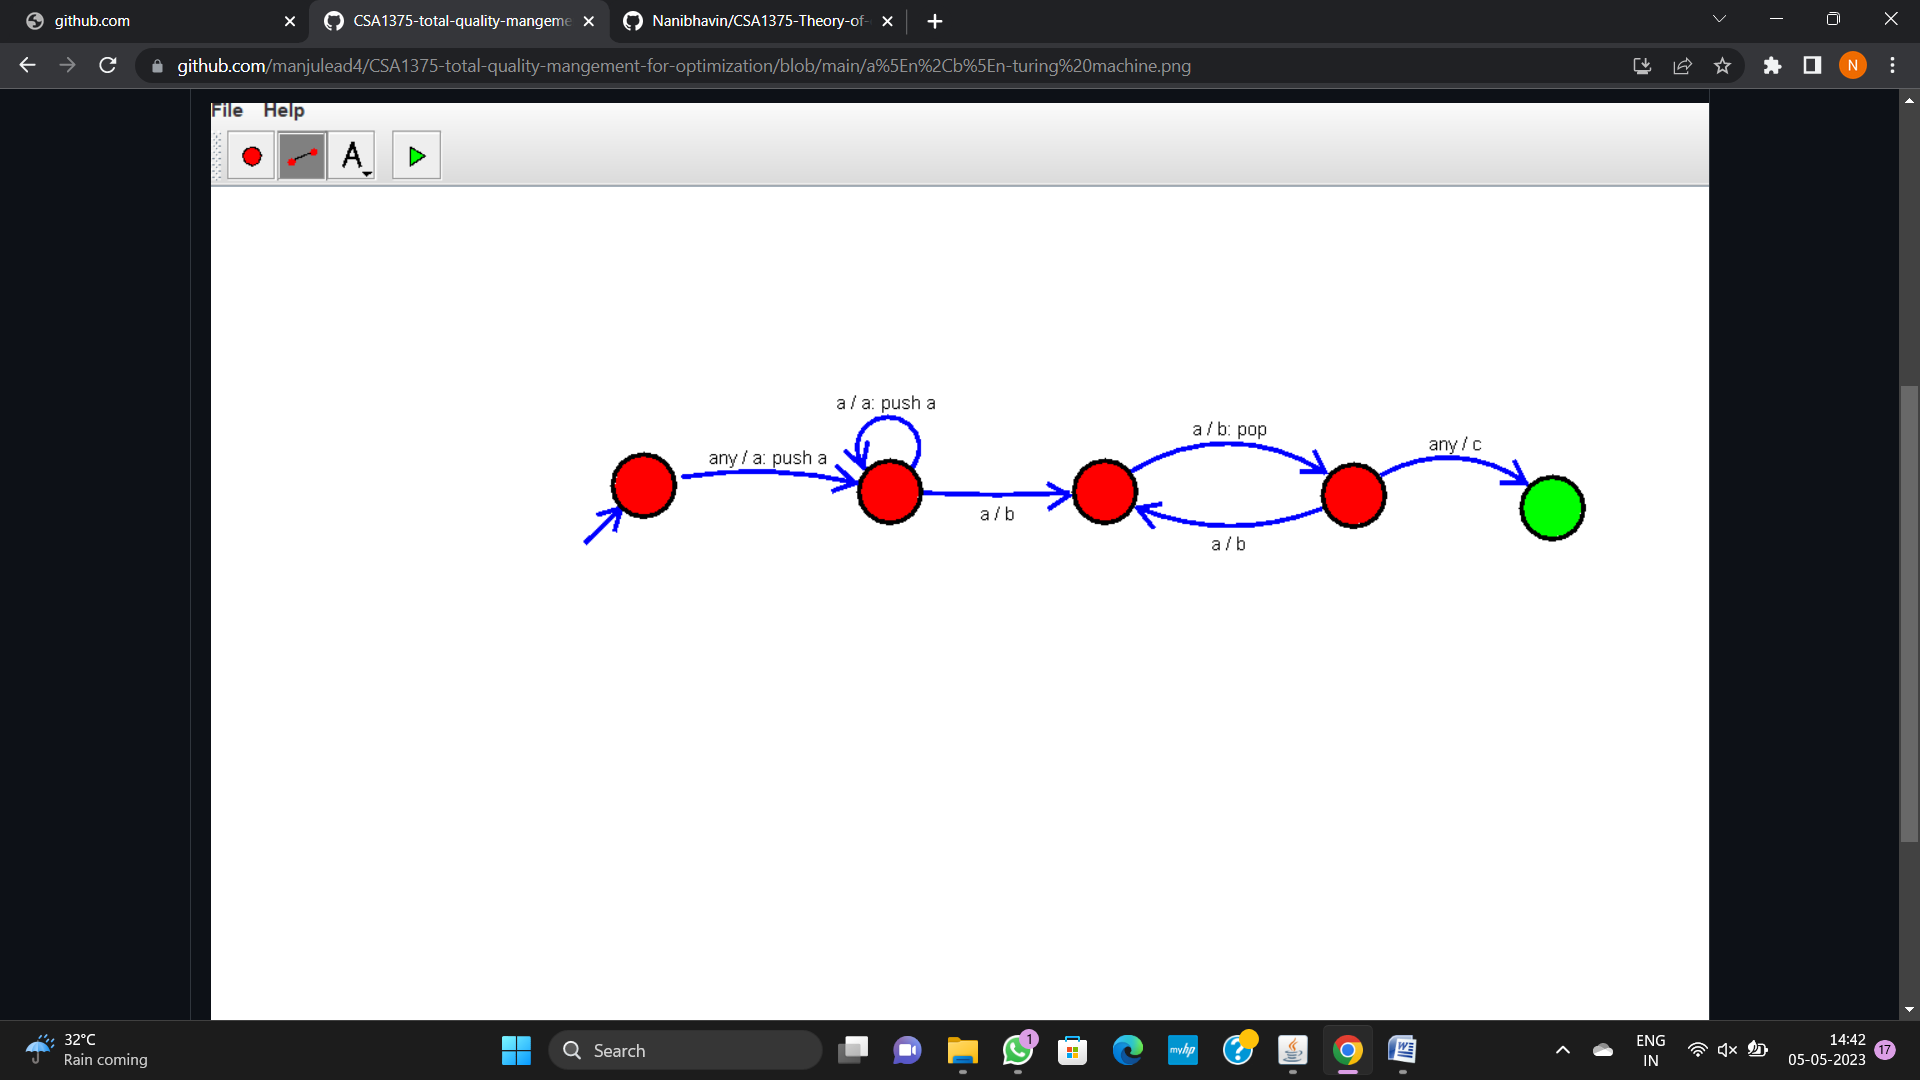 github.com
CSA1375-total-quality-mangeme
Nanibhavin/CSA1375-Theory-of-
github.com/manjulead4/CSA1375-total-quality-mangement-for-optimization/blob/main/a%5En%2Cb%5En-turing%20machine.png
N
File Help
A
a / a: push a
any / a: push a
a / b
a / b: pop
a / b
any / c
32°C
Rain coming
Search
1
myhp
ENG
IN
14:42
05-05-2023
17